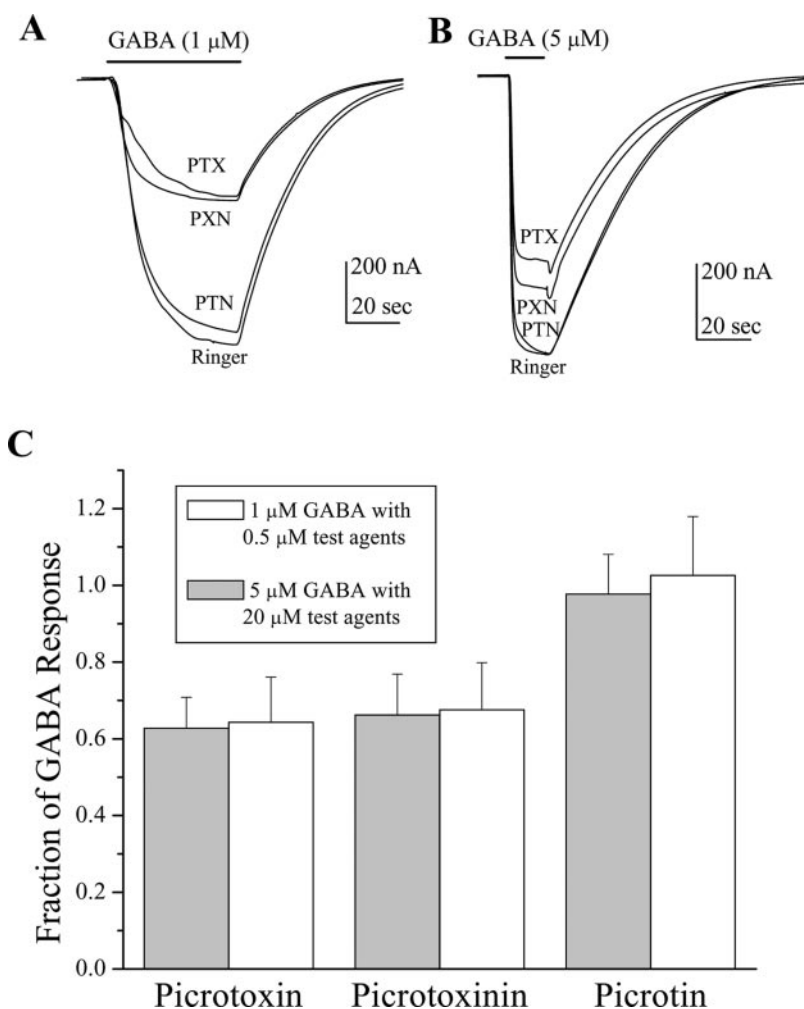 A
GABA (1 μM)
PTX
PXN
PTN
Ringer
200 nA
20 sec
B
GABA (5 μM)
PTX
PXN
PTN
Ringer
200 nA
20 sec
C
Fraction of GABA Response
1.2
1.0
0.8
0.6
0.4
0.2
0.0
1 μM GABA with
0.5 μM test agents
5 μM GABA with
20 μM test agents
Picrotoxin
Picrotoxinin
Picrotin